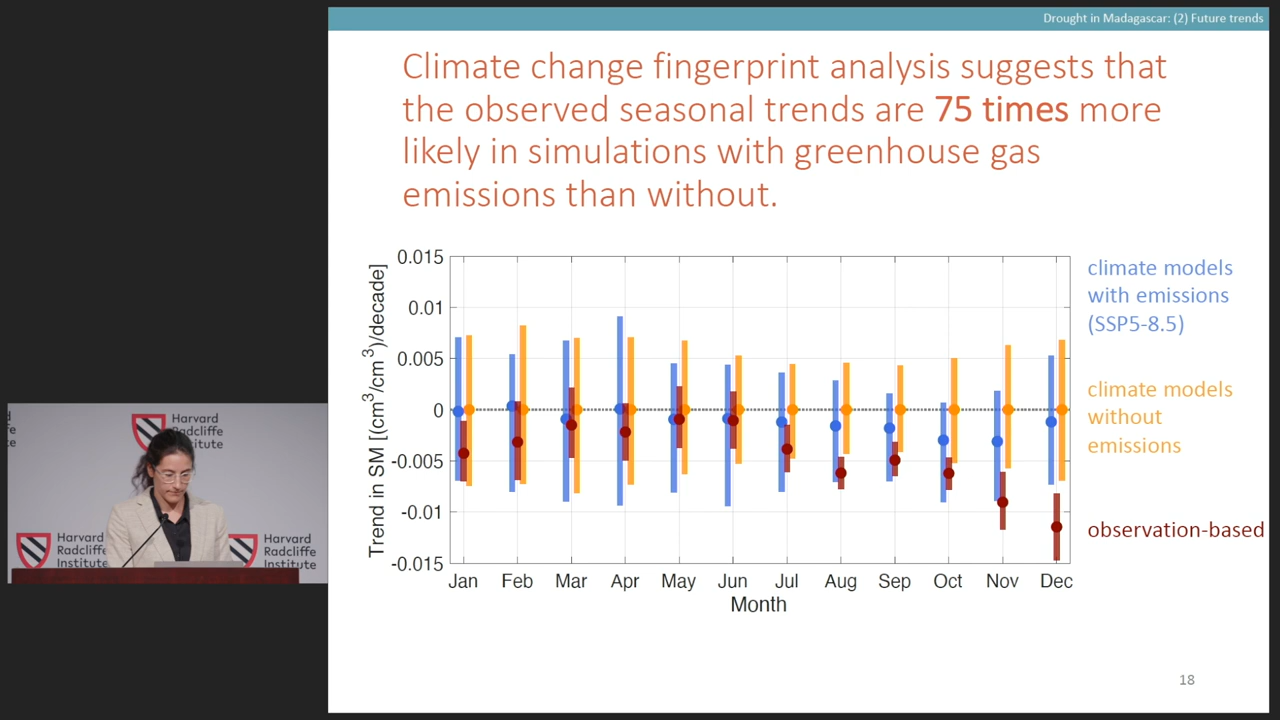 Drought in Madagascar: (2) Future trends
Climate change fingerprint analysis suggests that
the observed seasonal trends are 75 times more
likely in simulations with greenhouse gas
emissions than without.
0.015
0.01
0.005
0
-0.005
-0.01
-0.015
Trend in SM [(cm³/cm³)/decade]
Jan Feb Mar Apr May Jun Jul Aug Sep Oct Nov Dec
Month
climate models
with emissions
(SSP5-8.5)
climate models
without
emissions
observation-based
18
Harvard
Radcliffe
Institute
Harvard
Radcliffe
Institute
Harvard
Radcliffe
Institute